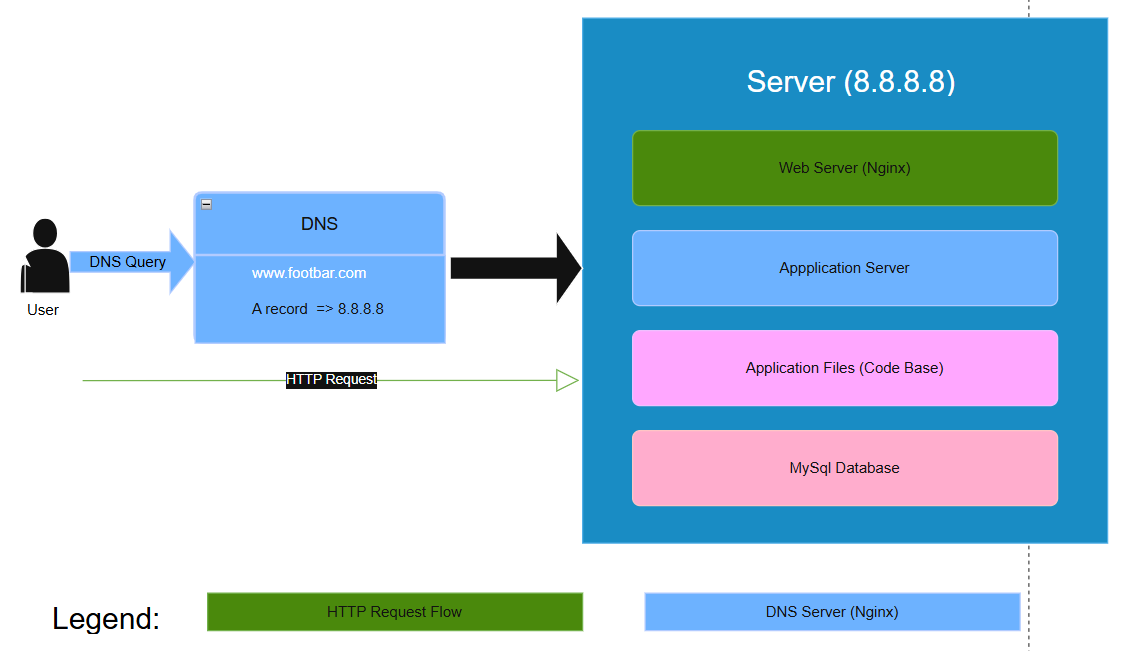 Server (8.8.8.8)
Web Server (Nginx)
DNS
DNS Query
www.footbar.com
Appplication Server
User
A record => 8.8.8.8
HTTP Request
Application Files (Code Base)
MySql Database
Legend:
HTTP Request Flow
DNS Server (Nginx)